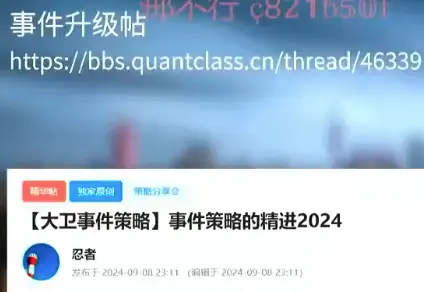 事件升级帖
https://bbs.quantclass.cn/thread/46339
精华帖 独家原创 策略分享会
【大卫事件策略】事件策略的精进2024
忍者
发布于 2024-09-08 23:11 （编辑于 2024-09-08 23:11）